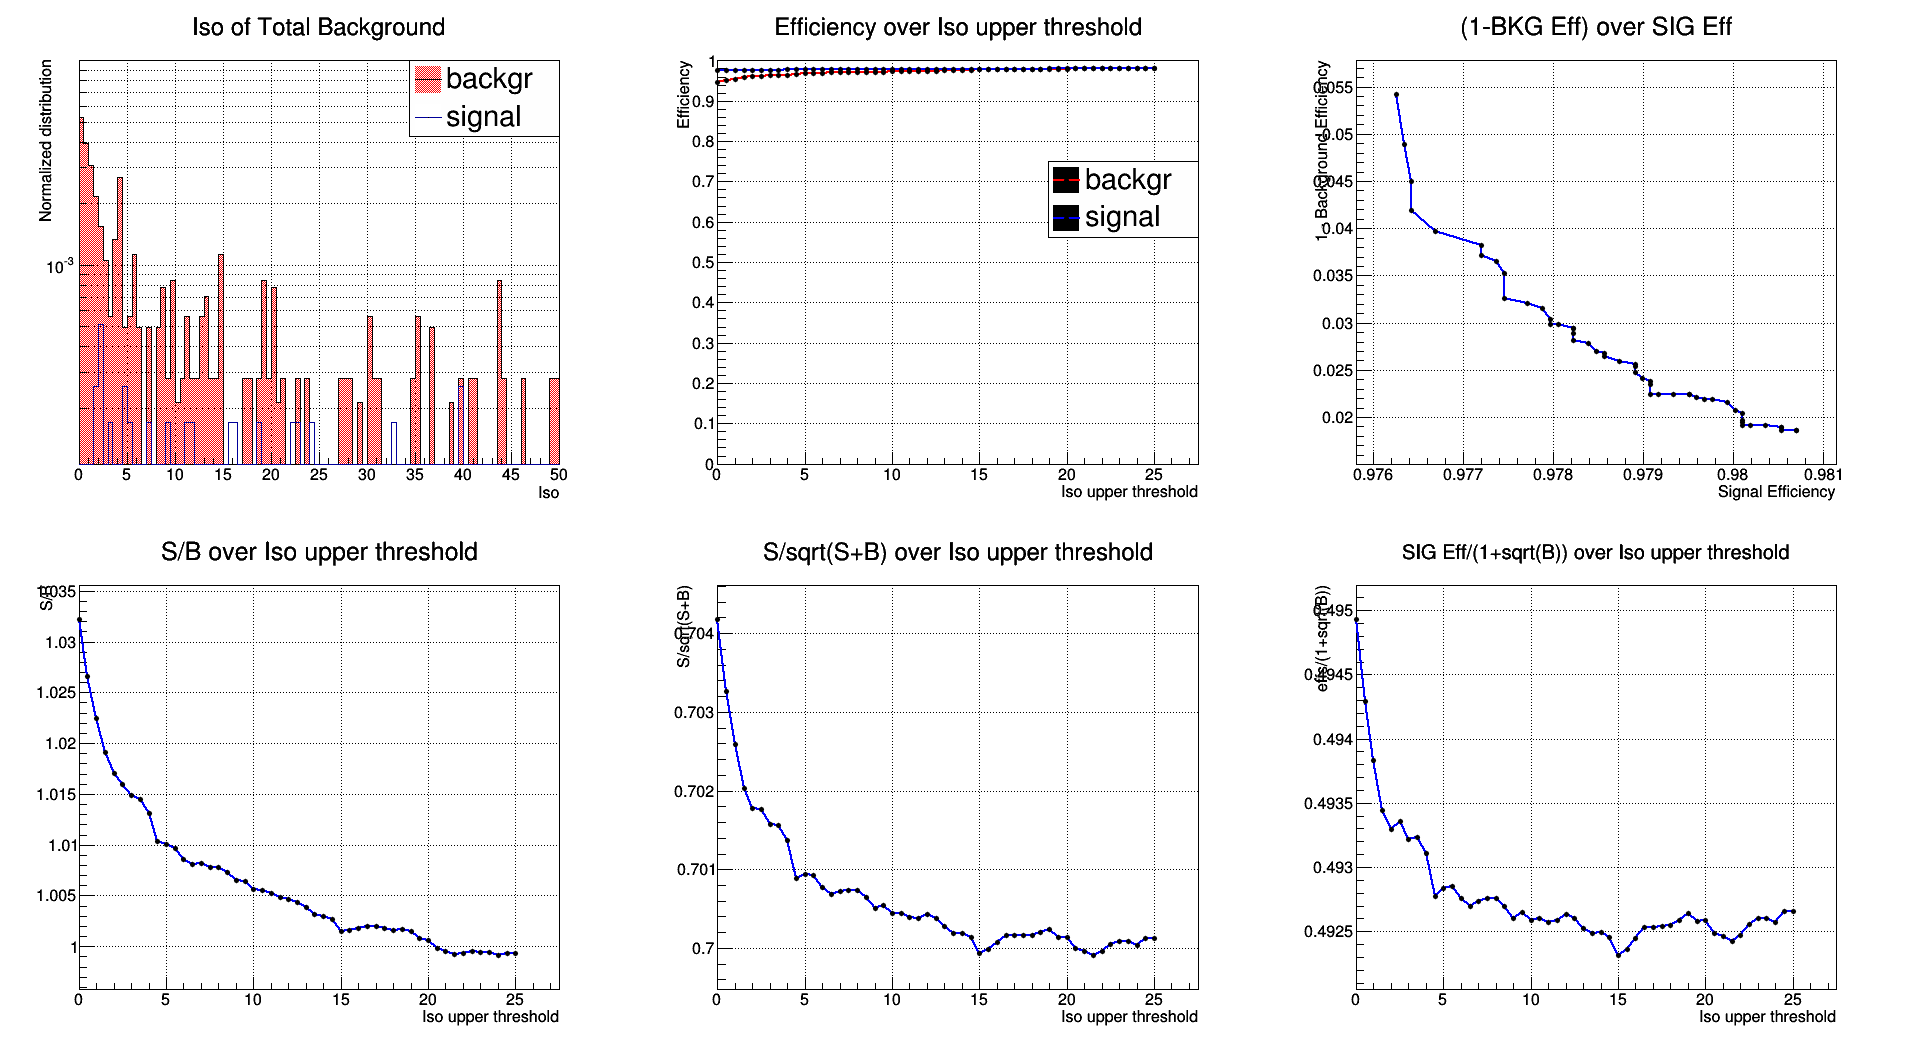 Iso of Total Background
Normalized distribution
backgr
signal
10-3
0 5 10 15 20 25 30 35 40 45 50
Iso
Efficiency over Iso upper threshold
Efficiency
1
0.9
0.8
0.7
0.6
0.5
0.4
0.3
0.2
0.1
0
backgr
signal
0 5 10 15 20 25
Iso upper threshold
(1-BKG Eff) over SIG Eff
1 - Background Efficiency
0.055
0.05
0.045
0.04
0.035
0.03
0.025
0.02
0.976 0.977 0.978 0.979 0.98 0.981
Signal Efficiency
S/B over Iso upper threshold
S/B
1.035
1.03
1.025
1.02
1.015
1.01
1.005
1
0 5 10 15 20 25
Iso upper threshold
S/sqrt(S+B) over Iso upper threshold
S/sqrt(S+B)
0.704
0.703
0.702
0.701
0.7
0 5 10 15 20 25
Iso upper threshold
SIG Eff/(1+sqrt(B)) over Iso upper threshold
effs/(1+sqrt(B))
0.495
0.4945
0.494
0.4935
0.493
0.4925
0 5 10 15 20 25
Iso upper threshold